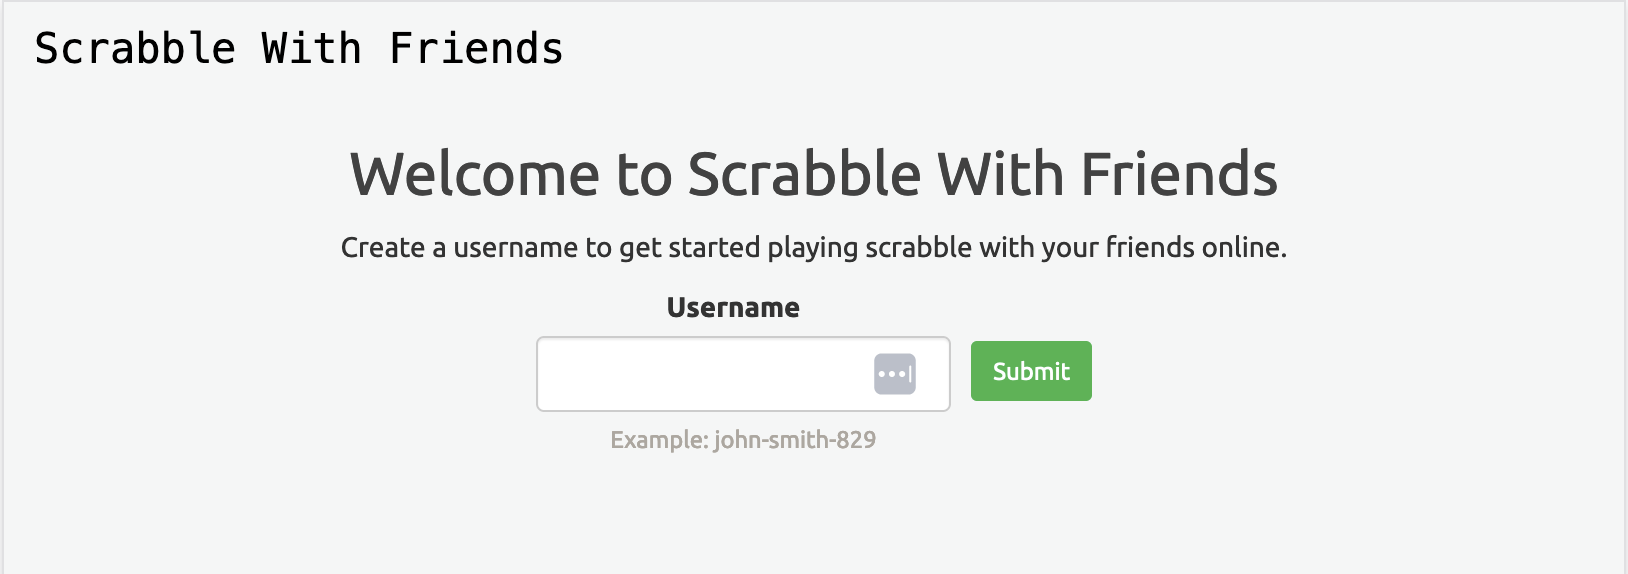 Scrabble With Friends
Welcome to Scrabble With Friends
Create a username to get started playing scrabble with your friends online.
Username
Submit
Example: john-smith-829